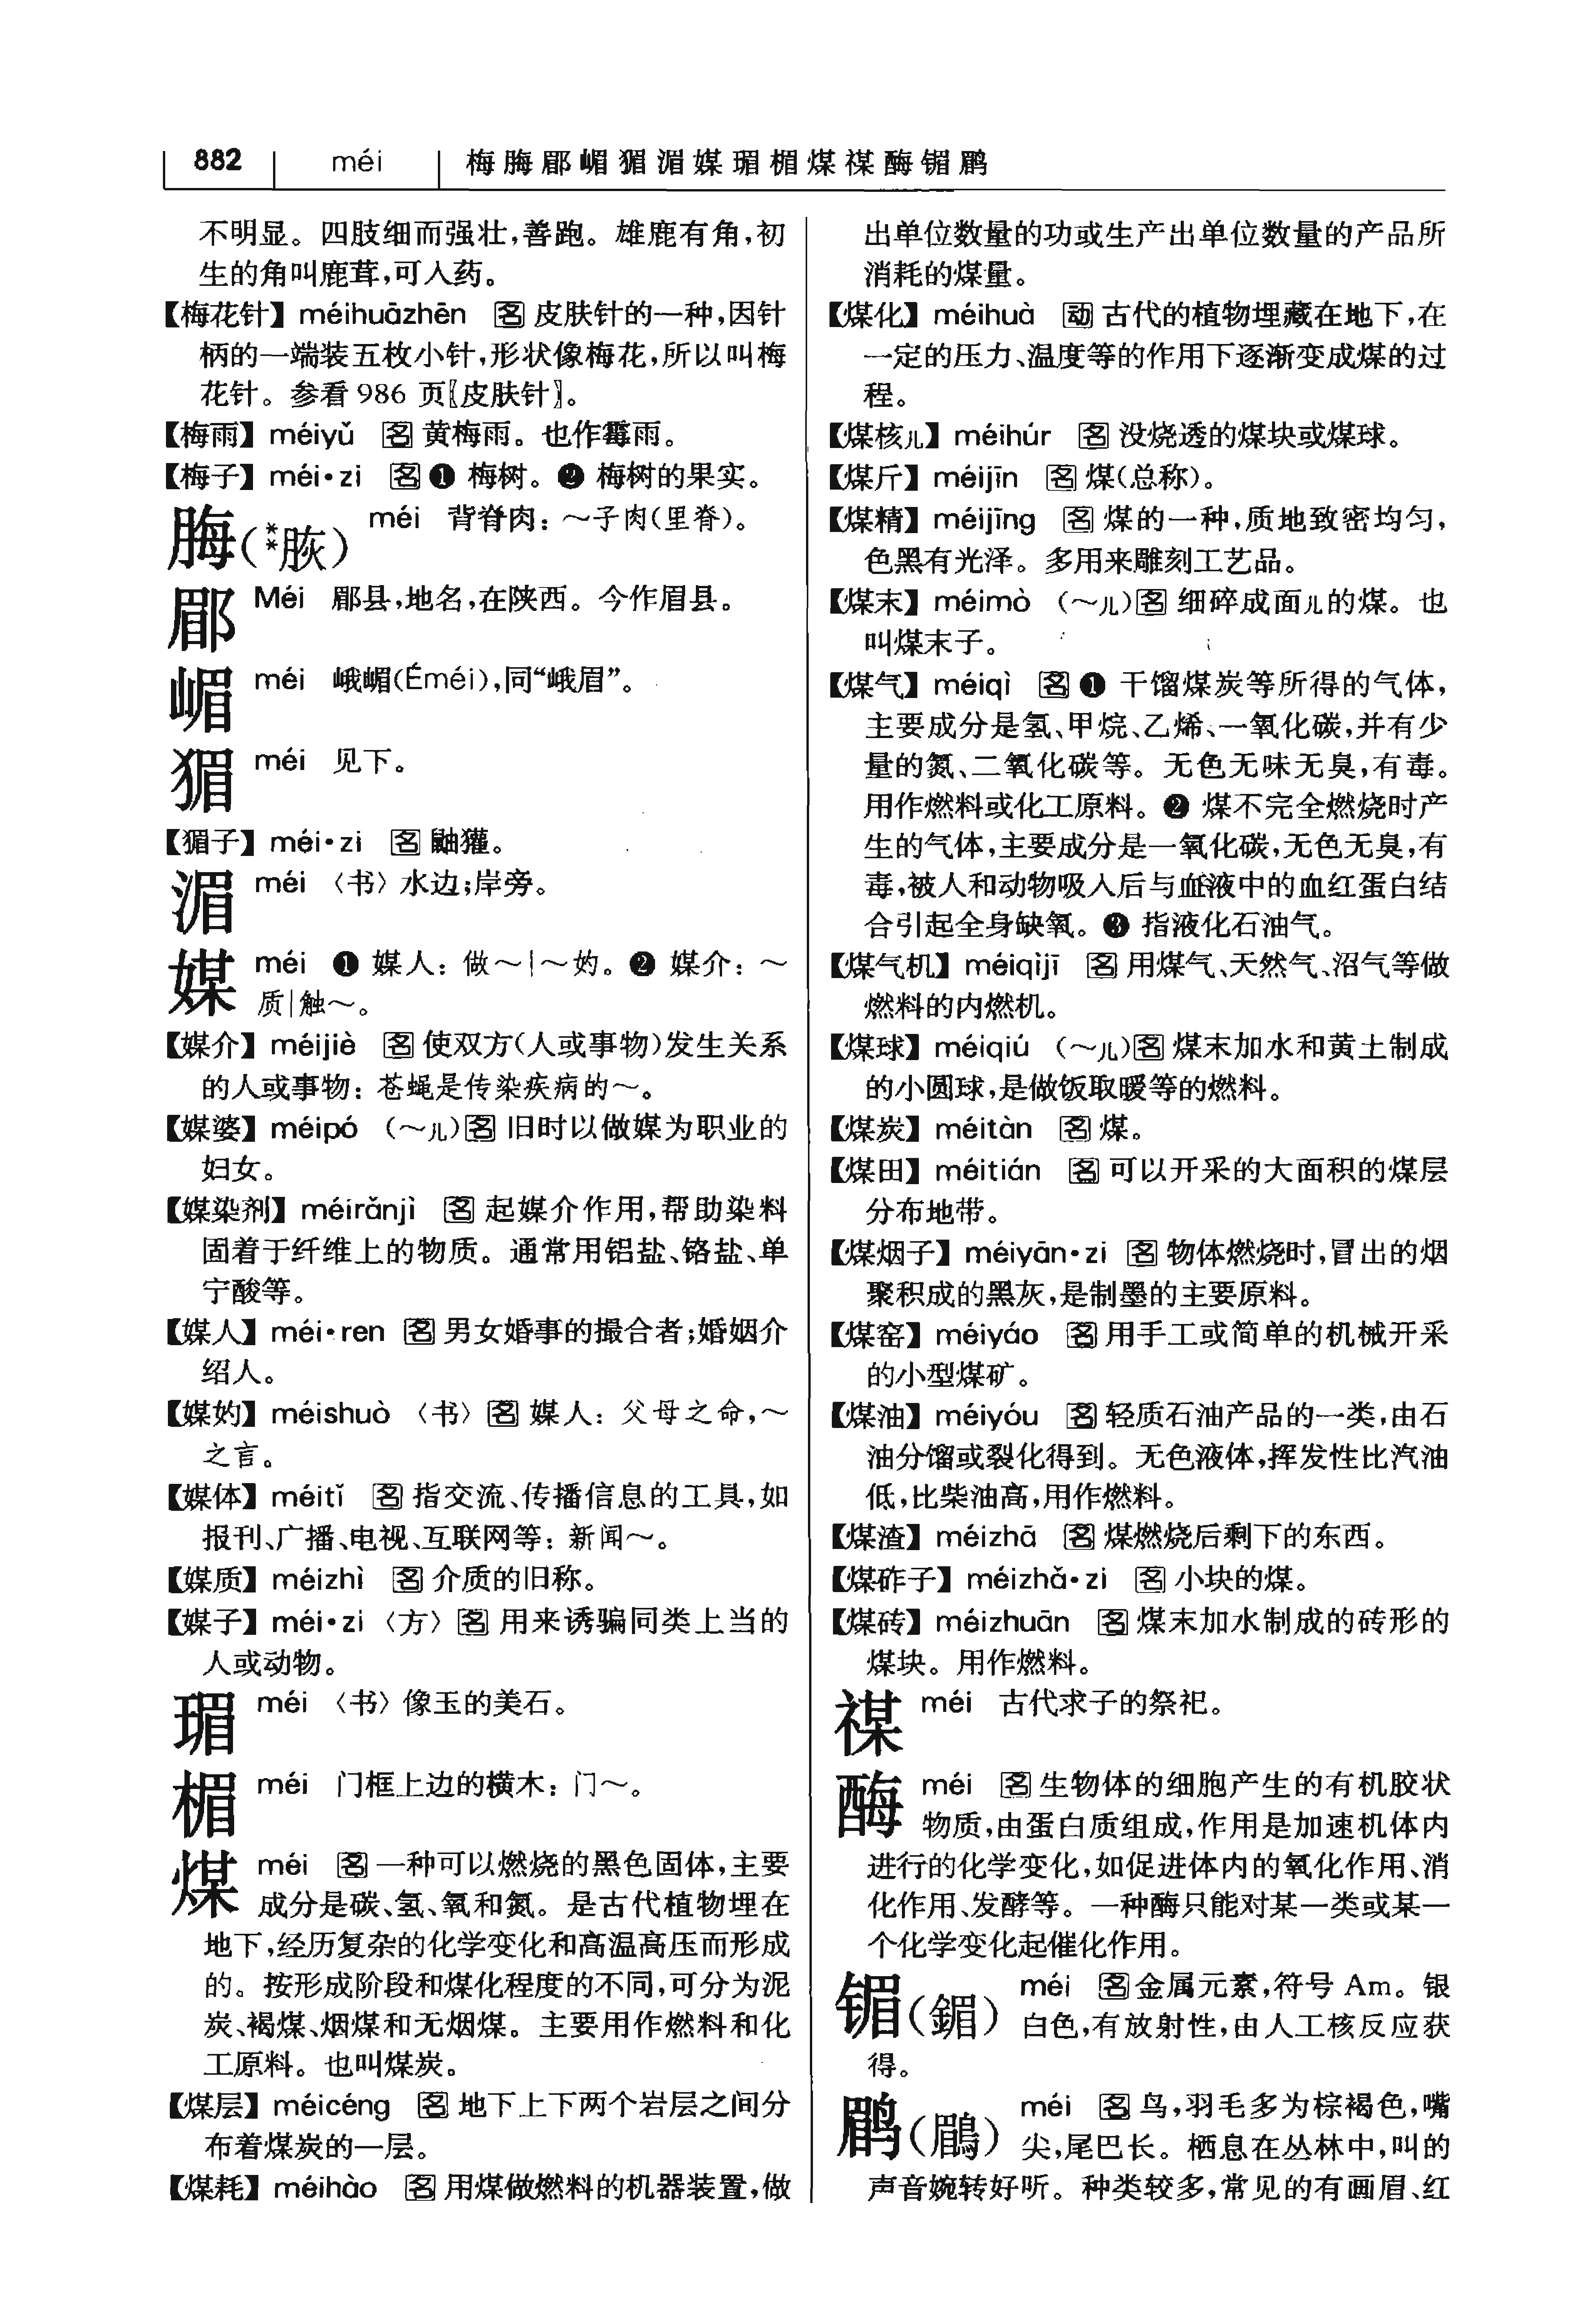 882 méi 梅脢郿嵋猸湄媒瑂楣煤禖酶镅鹛
不明显。四肢细而强壮,善跑。雄鹿有角,初
生的角叫鹿茸,可入药。
【梅花针】méihuāzhēn 名 皮肤针的一种,因针
柄的一端装五枚小针,形状像梅花,所以叫梅
花针。参看 986 页〖皮肤针〗。
【梅雨】méiyǔ 名 黄梅雨。也作霉雨。
【梅子】méi·zi 名 ❶ 梅树。❷ 梅树的果实。
脢(**脄) méi 背脊肉:~子肉(里脊)。
郿 Méi 郿县,地名,在陕西。今作眉县。
嵋 méi 峨嵋(Éméi),同“峨眉”。
猸 méi 见下。
【猸子】méi·zi 名 鼬獾。
湄 méi 〈书〉水边;岸旁。
媒 méi ❶ 媒人:做~|~妁。❷ 媒介:~
质|触~。
【媒介】méijiè 名 使双方(人或事物)发生关系
的人或事物:苍蝇是传染疾病的~。
【媒婆】méipó (~儿)名 旧时以做媒为职业的
妇女。
【媒染剂】méirǎnjì 名 起媒介作用,帮助染料
固着于纤维上的物质。通常用铝盐、铬盐、单
宁酸等。
【媒人】méi·ren 名 男女婚事的撮合者;婚姻介
绍人。
【媒妁】méishuò 〈书〉名 媒人:父母之命,~
之言。
【媒体】méitǐ 名 指交流、传播信息的工具,如
报刊、广播、电视、互联网等:新闻~。
【媒质】méizhì 名 介质的旧称。
【媒子】méi·zi 〈方〉名 用来诱骗同类上当的
人或动物。
瑂 méi 〈书〉像玉的美石。
楣 méi 门框上边的横木:门~。
煤 méi 名 一种可以燃烧的黑色固体,主要
成分是碳、氢、氧和氮。是古代植物埋在
地下,经历复杂的化学变化和高温高压而形成
的。按形成阶段和煤化程度的不同,可分为泥
炭、褐煤、烟煤和无烟煤。主要用作燃料和化
工原料。也叫煤炭。
【煤层】méicéng 名 地下上下两个岩层之间分
布着煤炭的一层。
【煤耗】méihào 名 用煤做燃料的机器装置,做
出单位数量的功或生产出单位数量的产品所
消耗的煤量。
【煤化】méihuà 动 古代的植物埋藏在地下,在
一定的压力、温度等的作用下逐渐变成煤的过
程。
【煤核儿】méihúr 名 没烧透的煤块或煤球。
【煤斤】méijīn 名 煤(总称)。
【煤精】méijīng 名 煤的一种,质地致密均匀,
色黑有光泽。多用来雕刻工艺品。
【煤末】méimò (~儿)名 细碎成面儿的煤。也
叫煤末子。
【煤气】méiqì 名 ❶ 干馏煤炭等所得的气体,
主要成分是氢、甲烷、乙烯、一氧化碳,并有少
量的氮、二氧化碳等。无色无味无臭,有毒。
用作燃料或化工原料。❷ 煤不完全燃烧时产
生的气体,主要成分是一氧化碳,无色无臭,有
毒,被人和动物吸入后与血液中的血红蛋白结
合引起全身缺氧。❸ 指液化石油气。
【煤气机】méiqìjī 名 用煤气、天然气、沼气等做
燃料的内燃机。
【煤球】méiqiú (~儿)名 煤末加水和黄土制成
的小圆球,是做饭取暖等的燃料。
【煤炭】méitàn 名 煤。
【煤田】méitián 名 可以开采的大面积的煤层
分布地带。
【煤烟子】méiyān·zi 名 物体燃烧时,冒出的烟
聚积成的黑灰,是制墨的主要原料。
【煤窑】méiyáo 名 用手工或简单的机械开采
的小型煤矿。
【煤油】méiyóu 名 轻质石油产品的一类,由石
油分馏或裂化得到。无色液体,挥发性比汽油
低,比柴油高,用作燃料。
【煤渣】méizhā 名 煤燃烧后剩下的东西。
【煤砟子】méizhǎ·zi 名 小块的煤。
【煤砖】méizhuān 名 煤末加水制成的砖形的
煤块。用作燃料。
禖 méi 古代求子的祭祀。
酶 méi 名 生物体的细胞产生的有机胶状
物质,由蛋白质组成,作用是加速机体内
进行的化学变化,如促进体内的氧化作用、消
化作用、发酵等。一种酶只能对某一类或某一
个化学变化起催化作用。
镅(鎇) méi 名 金属元素,符号 Am。银
白色,有放射性,由人工核反应获
得。
鹛(鶥) méi 名 鸟,羽毛多为棕褐色,嘴
尖,尾巴长。栖息在丛林中,叫的
声音婉转好听。种类较多,常见的有画眉、红